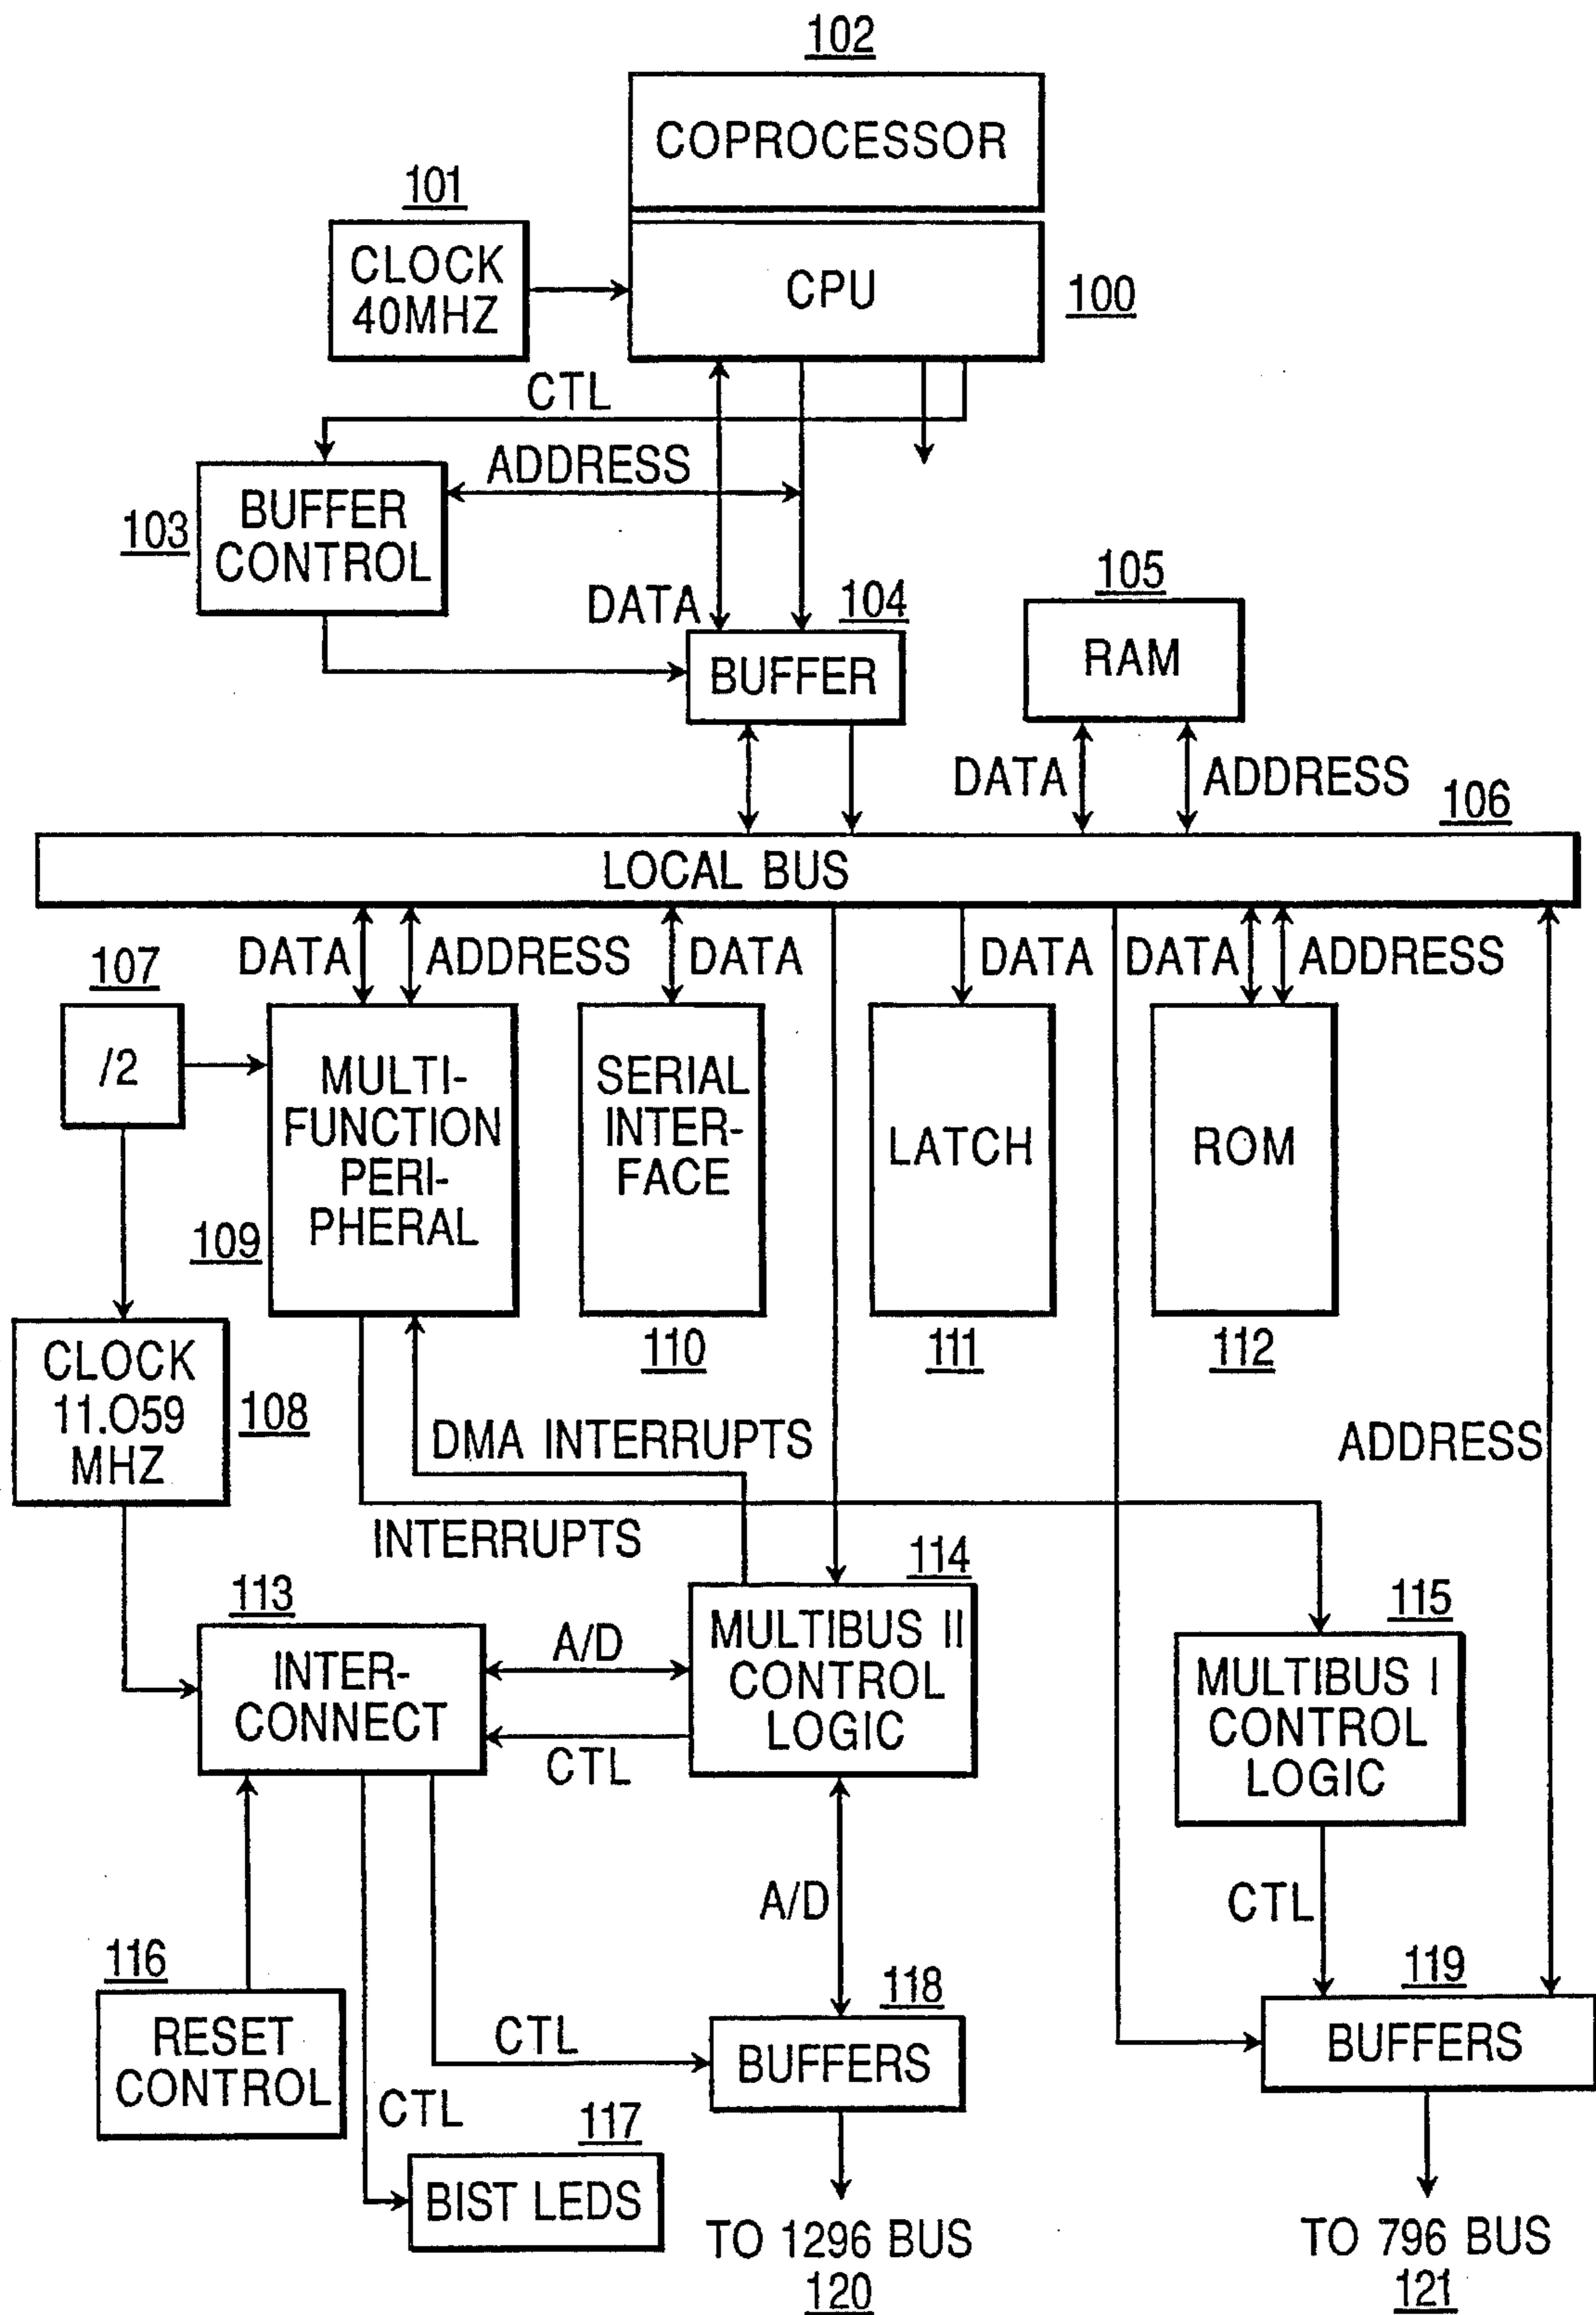 102
COPROCESSOR
101
CLOCK
40MHZ
CPU
100
CTL
ADDRESS
103
BUFFER
CONTROL
DATA
104
BUFFER
105
RAM
DATA
ADDRESS
106
LOCAL BUS
107
/2
DATA
ADDRESS
DATA
DATA
DATA
ADDRESS
MULTI-
FUNCTION
PERI-
PHERAL
109
SERIAL
INTER-
FACE
110
LATCH
111
ROM
112
CLOCK
11.O59
MHZ
108
DMA INTERRUPTS
ADDRESS
INTERRUPTS
113
INTER-
CONNECT
A/D
CTL
114
MULTIBUS II
CONTROL
LOGIC
115
MULTIBUS I
CONTROL
LOGIC
A/D
CTL
116
RESET
CONTROL
CTL
CTL
118
BUFFERS
119
BUFFERS
117
BIST LEDS
TO 1296 BUS
120
TO 796 BUS
121